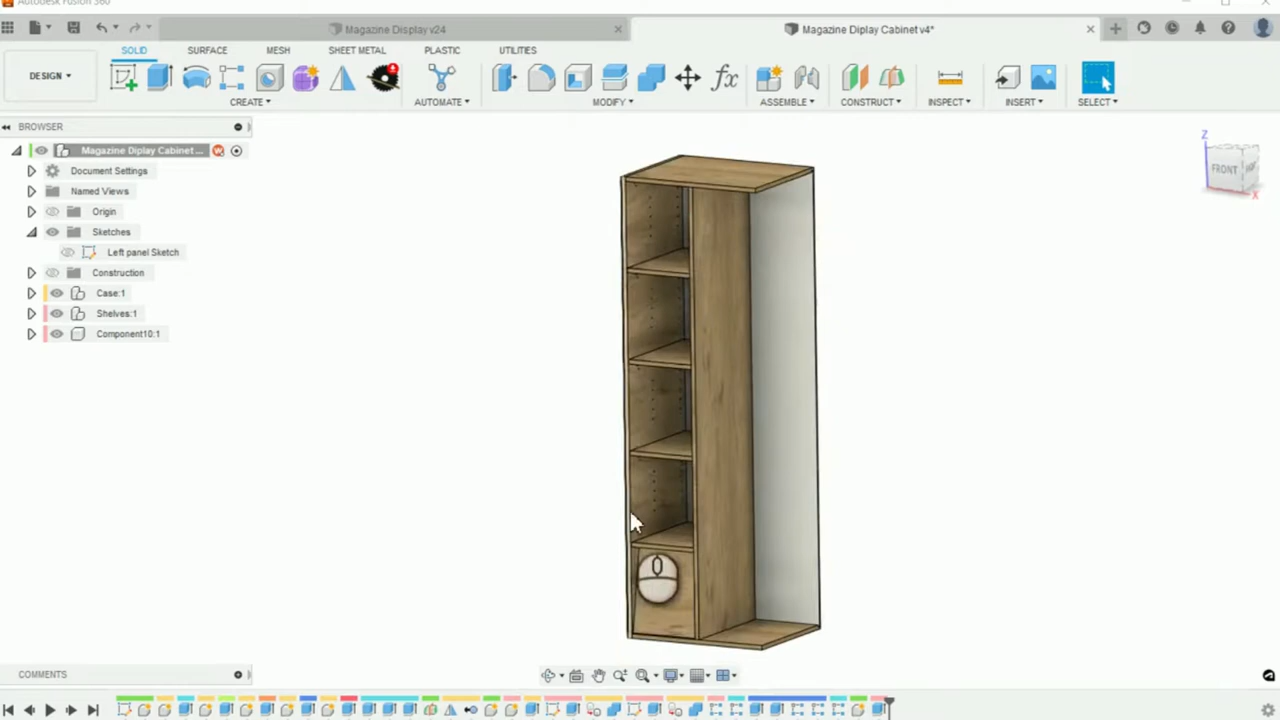 Autodesk Fusion 360
Magazine Display v24
Magazine Diplay Cabinet v4*
SOLID SURFACE MESH SHEET METAL PLASTIC UTILITIES
DESIGN
CREATE AUTOMATE MODIFY ASSEMBLE CONSTRUCT INSPECT INSERT SELECT
BROWSER
Magazine Diplay Cabinet ...
Document Settings
Named Views
Origin
Sketches
Left panel Sketch
Construction
Case:1
Shelves:1
Component10:1
Z
FRONT
X
COMMENTS